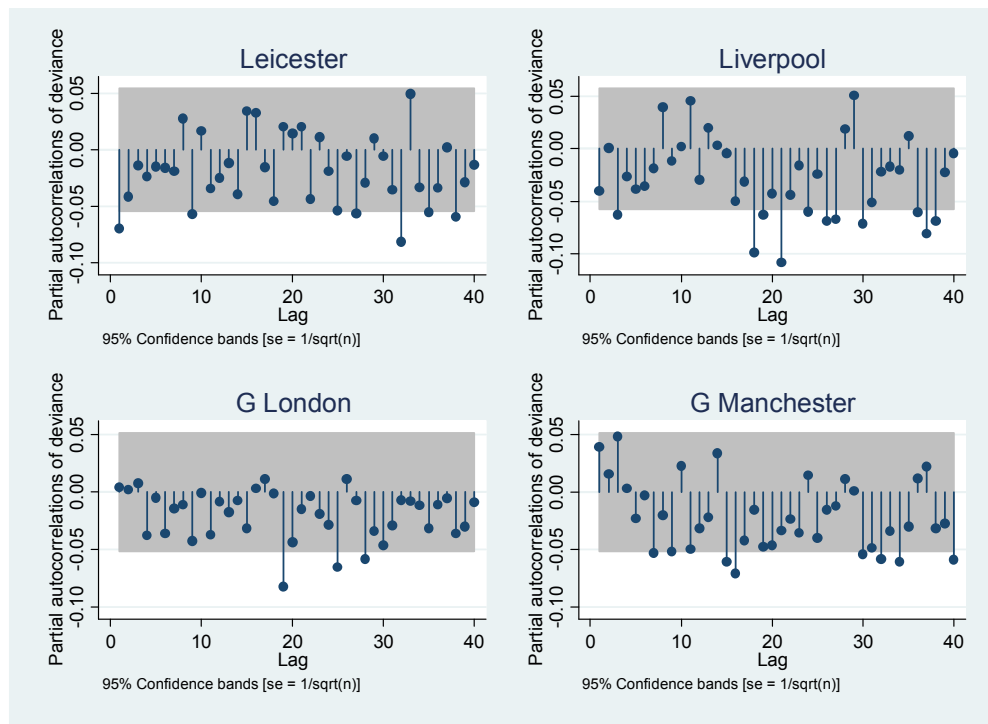 Leicester
Partial autocorrelations of deviance
0.05
0.00
-0.05
-0.10
0 10 20 30 40
Lag
95% Confidence bands [se = 1/sqrt(n)]
Liverpool
Partial autocorrelations of deviance
0.05
0.00
-0.05
-0.10
0 10 20 30 40
Lag
95% Confidence bands [se = 1/sqrt(n)]
G London
Partial autocorrelations of deviance
0.05
0.00
-0.05
-0.10
0 10 20 30 40
Lag
95% Confidence bands [se = 1/sqrt(n)]
G Manchester
Partial autocorrelations of deviance
0.05
0.00
-0.05
-0.10
0 10 20 30 40
Lag
95% Confidence bands [se = 1/sqrt(n)]